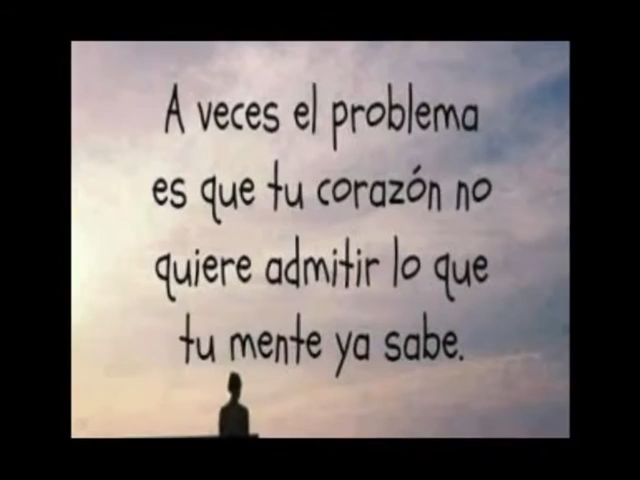 A veces el problema
es que tu corazón no
quiere admitir lo que
tu mente ya sabe.